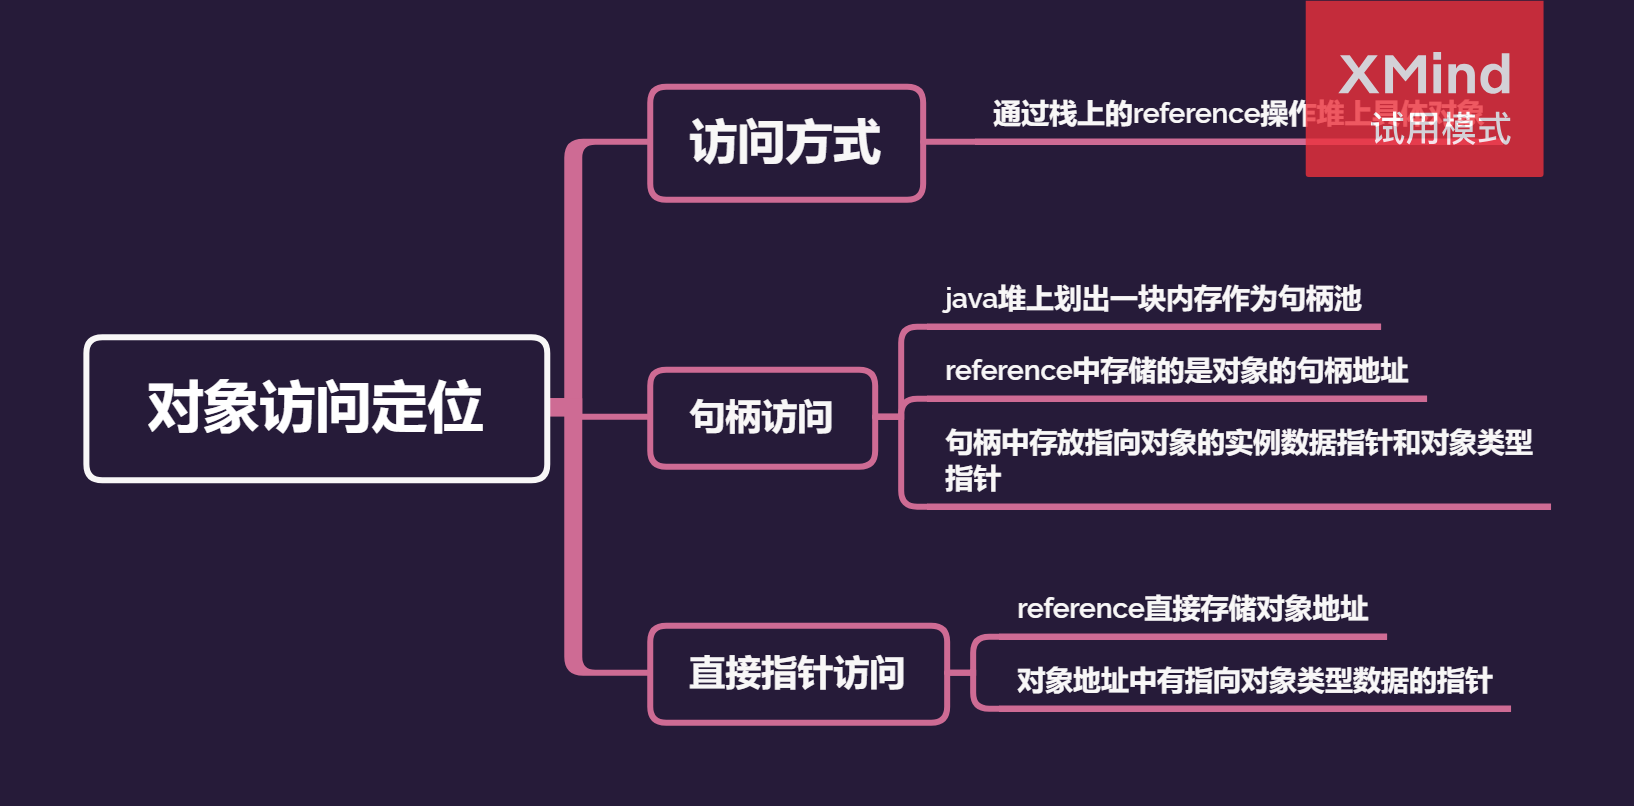 访问方式
通过栈上的reference操作堆上具体对象
XMind
试用模式
java堆上划出一块内存作为句柄池
reference中存储的是对象的句柄地址
对象访问定位
句柄访问
句柄中存放指向对象的实例数据指针和对象类型
指针
reference直接存储对象地址
直接指针访问
对象地址中有指向对象类型数据的指针